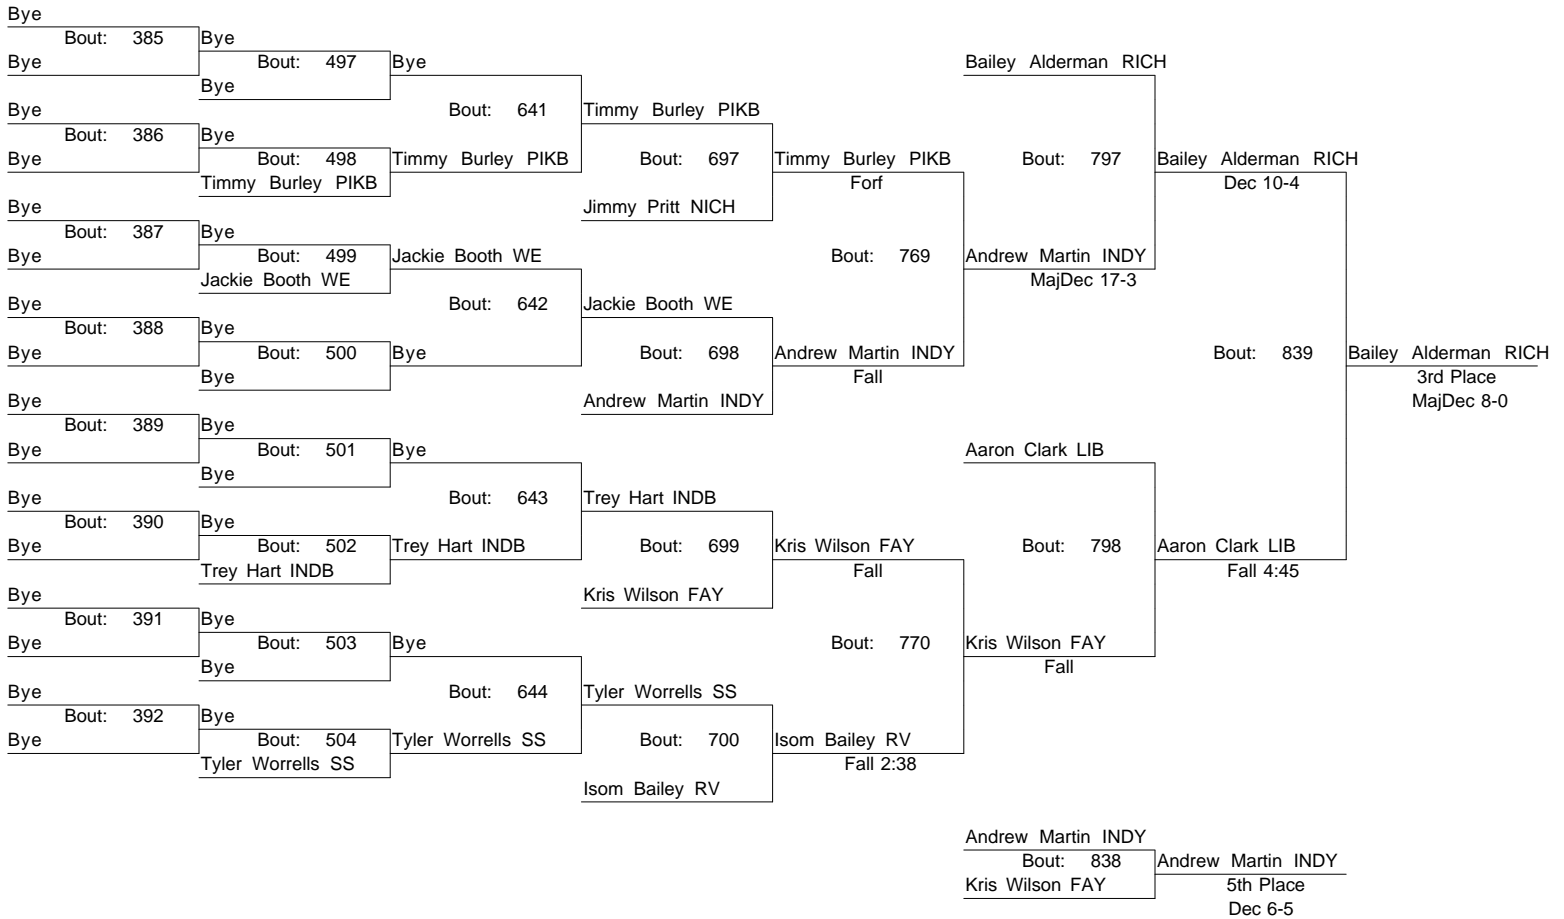 Bye
Bout: 385 Bye
Bye Bout: 497 Bye Bailey Alderman RICH
Bye
Bye Bout: 641 Timmy Burley PIKB
Bout: 386 Bye
Bye Bout: 498 Timmy Burley PIKB Bout: 697 Timmy Burley PIKB Bout: 797 Bailey Alderman RICH
Timmy Burley PIKB Forf Dec 10-4
Bye Jimmy Pritt NICH
Bout: 387 Bye
Bye Bout: 499 Jackie Booth WE Bout: 769 Andrew Martin INDY
Jackie Booth WE MajDec 17-3
Bye Bout: 642 Jackie Booth WE
Bout: 388 Bye
Bye Bout: 500 Bye Bout: 698 Andrew Martin INDY Bout: 839 Bailey Alderman RICH
Bye Fall 3rd Place
Bye Andrew Martin INDY MajDec 8-0
Bout: 389 Bye
Bye Bout: 501 Bye Aaron Clark LIB
Bye
Bye Bout: 643 Trey Hart INDB
Bout: 390 Bye
Bye Bout: 502 Trey Hart INDB Bout: 699 Kris Wilson FAY Bout: 798 Aaron Clark LIB
Trey Hart INDB Fall Fall 4:45
Bye Kris Wilson FAY
Bout: 391 Bye
Bye Bout: 503 Bye Bout: 770 Kris Wilson FAY
Bye Fall
Bye Bout: 644 Tyler Worrells SS
Bout: 392 Bye
Bye Bout: 504 Tyler Worrells SS Bout: 700 Isom Bailey RV
Tyler Worrells SS Fall 2:38
Isom Bailey RV
Andrew Martin INDY
Bout: 838 Andrew Martin INDY
Kris Wilson FAY 5th Place
Dec 6-5